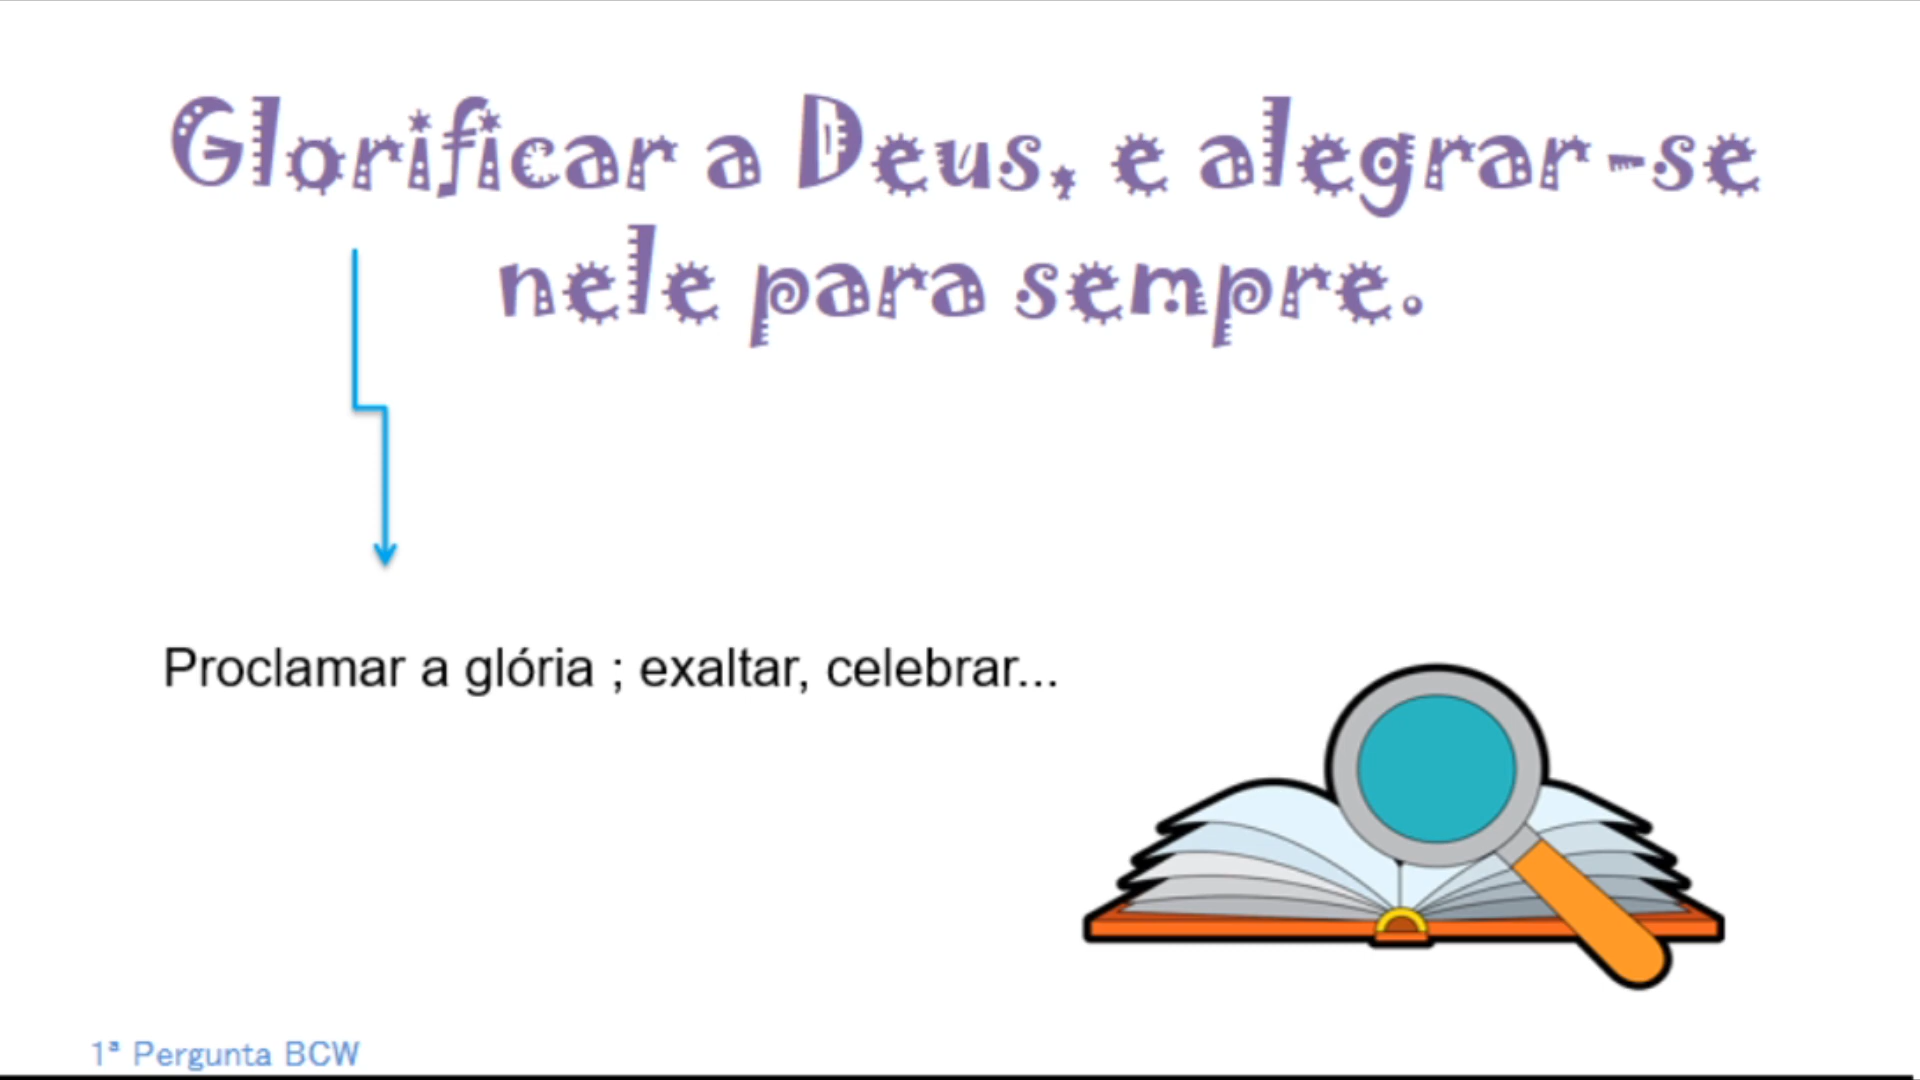 Glorificar a Deus, e alegrar-se
nele para sempre.
Proclamar a glória ; exaltar, celebrar...
1ª Pergunta BCW